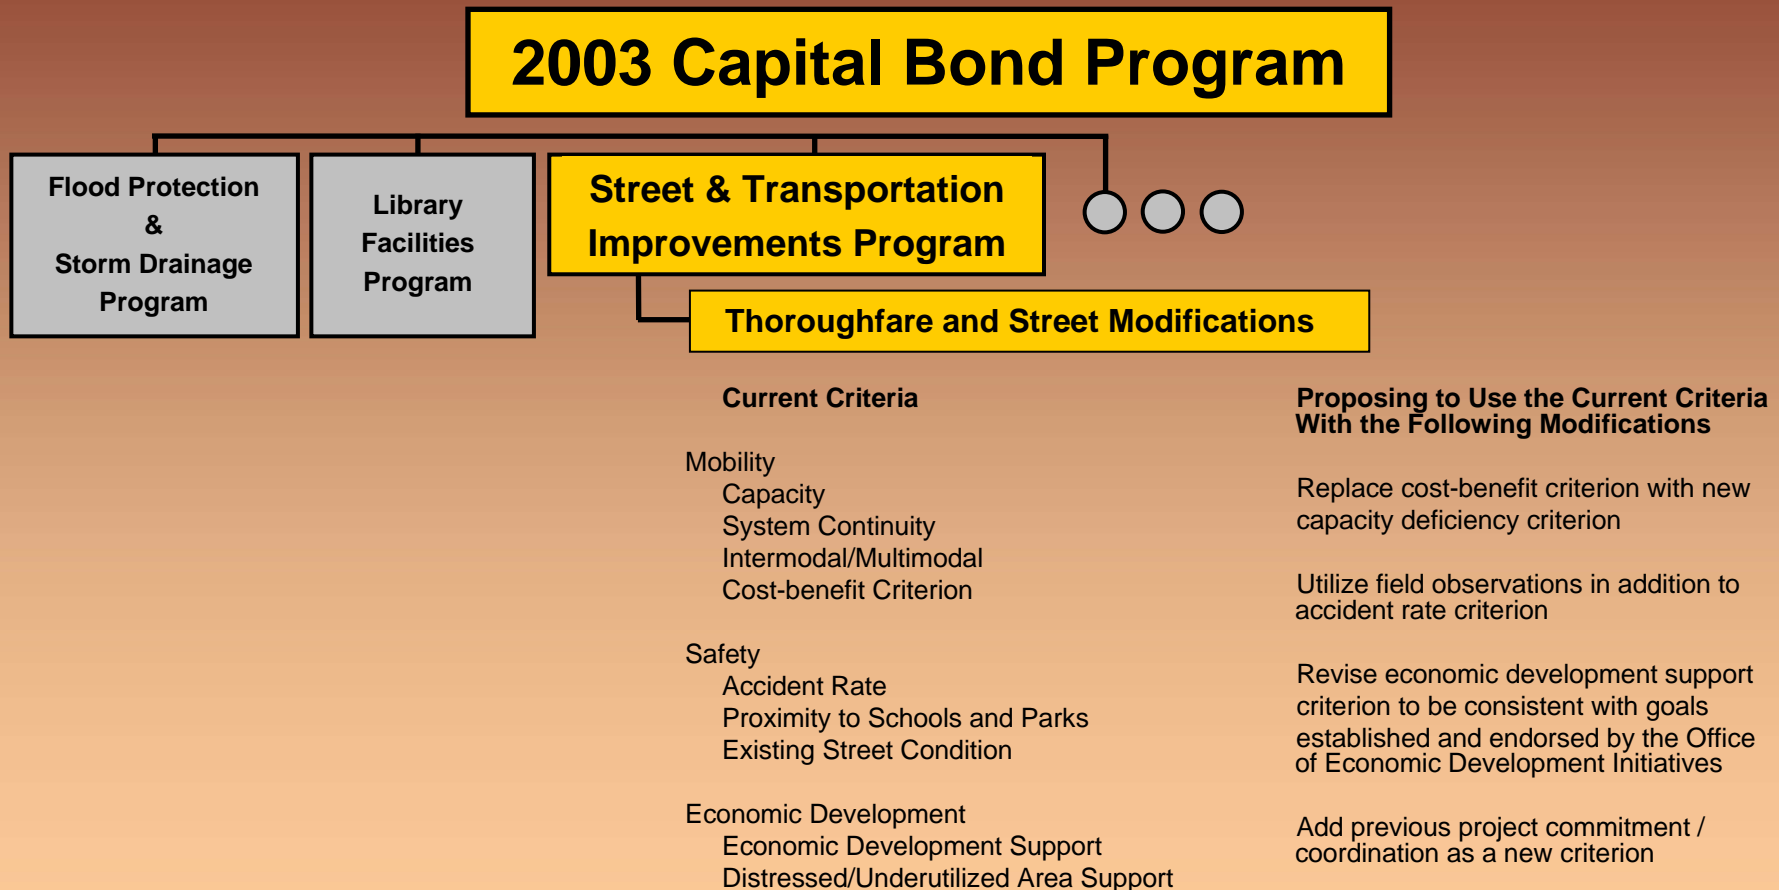 2003 Capital Bond Program
Flood Protection
&
Storm Drainage
Program
Library
Facilities
Program
Street & Transportation
Improvements Program
Thoroughfare and Street Modifications
Current Criteria
Mobility
Capacity
System Continuity
Intermodal/Multimodal
Cost-benefit Criterion
Safety
Accident Rate
Proximity to Schools and Parks
Existing Street Condition
Economic Development
Economic Development Support
Distressed/Underutilized Area Support
Proposing to Use the Current Criteria
With the Following Modifications
Replace cost-benefit criterion with new
capacity deficiency criterion
Utilize field observations in addition to
accident rate criterion
Revise economic development support
criterion to be consistent with goals
established and endorsed by the Office
of Economic Development Initiatives
Add previous project commitment /
coordination as a new criterion